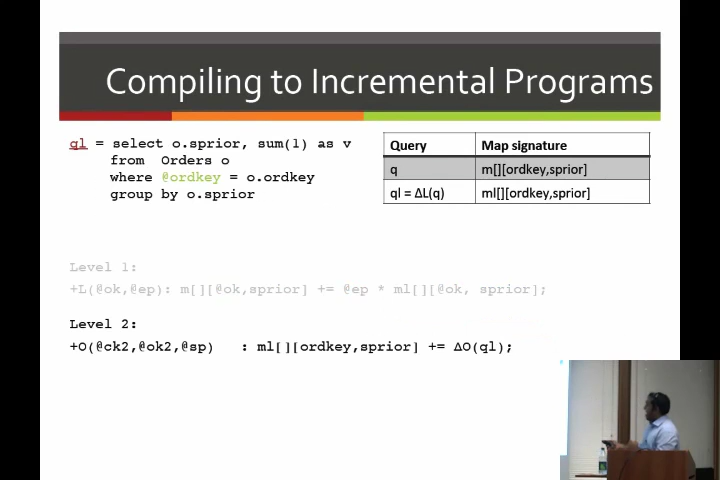 Compiling to Incremental Programs
ql = select o.sprior, sum(1) as v
from Orders o
where @ordkey = o.ordkey
group by o.sprior
Query Map signature
q m[][ordkey,sprior]
ql = ΔL(q) ml[][ordkey,sprior]
Level 1:
+L(@ok,@ep): m[][@ok,sprior] += @ep * ml[][@ok, sprior];
Level 2:
+O(@ck2,@ok2,@sp) : ml[][ordkey,sprior] += ΔO(ql);